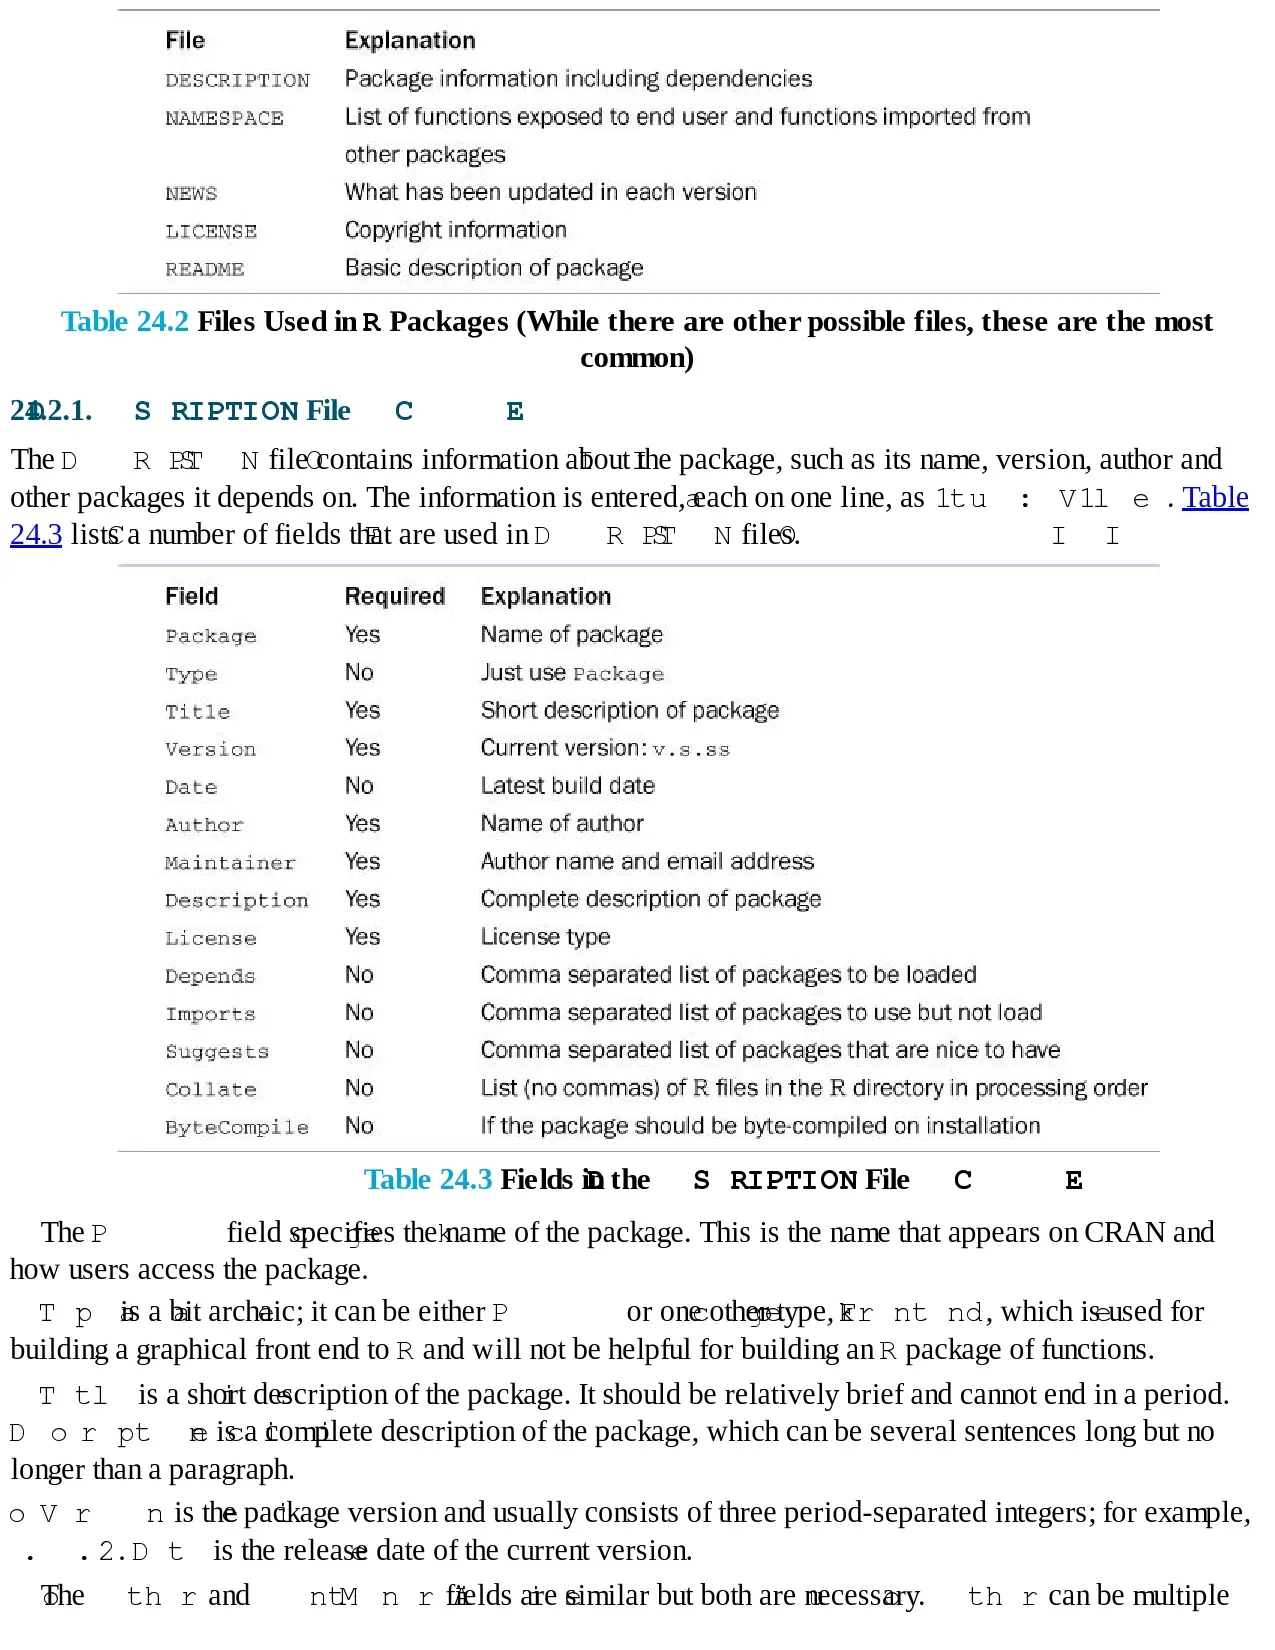 File Explanation
DESCRIPTION Package information including dependencies
NAMESPACE List of functions exposed to end user and functions imported from
other packages
NEWS What has been updated in each version
LICENSE Copyright information
README Basic description of package
Table 24.2 Files Used in R Packages (While there are other possible files, these are the most
common)
24.2.1. File
The file contains information about the package, such as its name, version, author and
other packages it depends on. The information is entered, each on one line, as . Table
24.3 lists a number of fields that are used in files.
Field Required Explanation
Package Yes Name of package
Type No Just use Package
Title Yes Short description of package
Version Yes Current version: v.s.ss
Date No Latest build date
Author Yes Name of author
Maintainer Yes Author name and email address
Description Yes Complete description of package
License Yes License type
Depends No Comma separated list of packages to be loaded
Imports No Comma separated list of packages to use but not load
Suggests No Comma separated list of packages that are nice to have
Collate No List (no commas) of R files in the R directory in processing order
ByteCompile No If the package should be byte-compiled on installation
Table 24.3 Fields in the File
The field specifies the name of the package. This is the name that appears on CRAN and
how users access the package.
is a bit archaic; it can be either or one other type, , which is used for
building a graphical front end to R and will not be helpful for building an R package of functions.
is a short description of the package. It should be relatively brief and cannot end in a period.
is a complete description of the package, which can be several sentences long but no
longer than a paragraph.
is the package version and usually consists of three period-separated integers; for example,
is the release date of the current version.
The and fields are similar but both are necessary. can be multiple